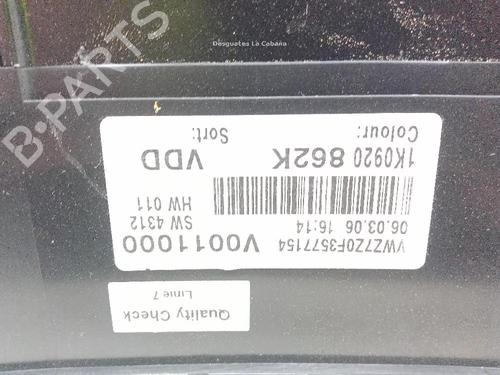 Desguates La Cabaña
B-PARTS
Quality Check
Linie 7
VWZ7Z0F3577154 V0011000
06.03.06 16:14 SW 4312
HW 011
1K0920 862K VDD
Colour: Sort: